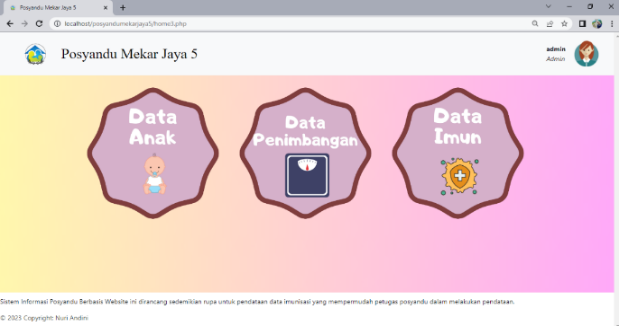 Posyandu Mekar Jaya 5
localhost/posyandumekarjaya5/home3.php
Posyandu Mekar Jaya 5
admin
Admin
Data
Anak
Data
Penimbangan
Data
Imun
Sistem Informasi Posyandu Berbasis Website ini dirancang sedemikian rupa untuk pendataan data imunisasi yang mempermudah petugas posyandu dalam melakukan pendataan.
© 2023 Copyright: Nuri Andini